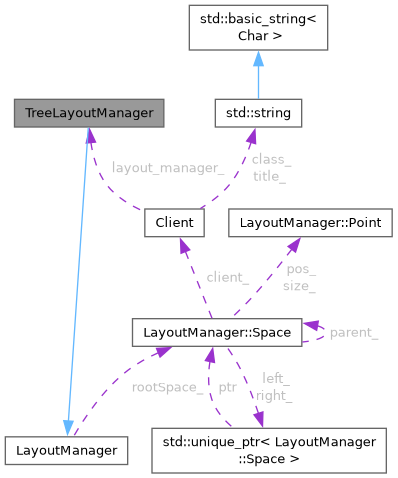 std::basic_string<
Char >
TreeLayoutManager
std::string
layout_manager_
class_
title_
Client
LayoutManager::Point
client_
pos_
size_
LayoutManager::Space
parent_
rootSpace_
ptr
left_
right_
LayoutManager
std::unique_ptr< LayoutManager
::Space >